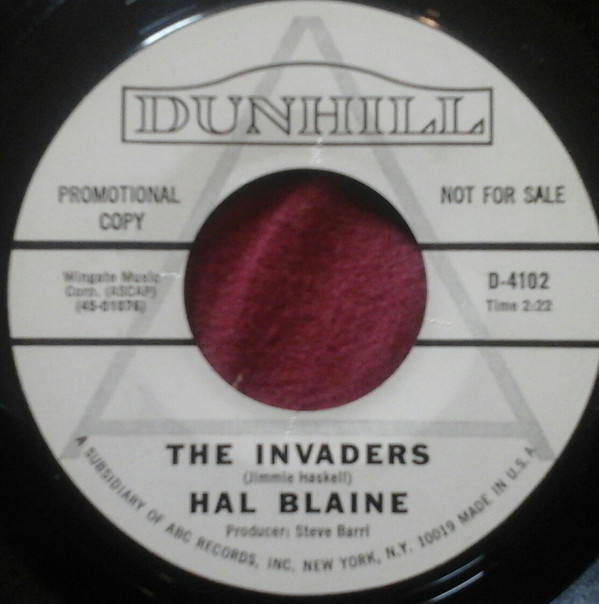 DUNHILL
PROMOTIONAL
COPY
NOT FOR SALE
Wingate Music
Corp. (ASCAP)
(45-01076)
D-4102
Time 2:22
THE INVADERS
(Jimmie Haskell)
HAL BLAINE
Producer: Steve Barri
A SUBSIDIARY OF ABC RECORDS, INC. NEW YORK, N.Y. 10019 MADE IN U.S.A.